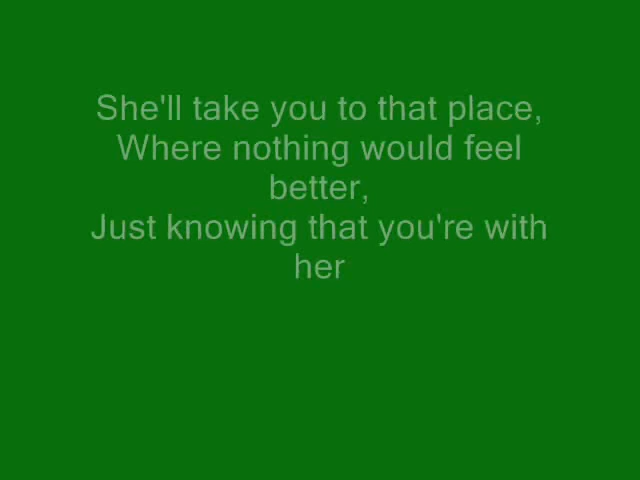 She'll take you to that place,
Where nothing would feel
better,
Just knowing that you're with
her